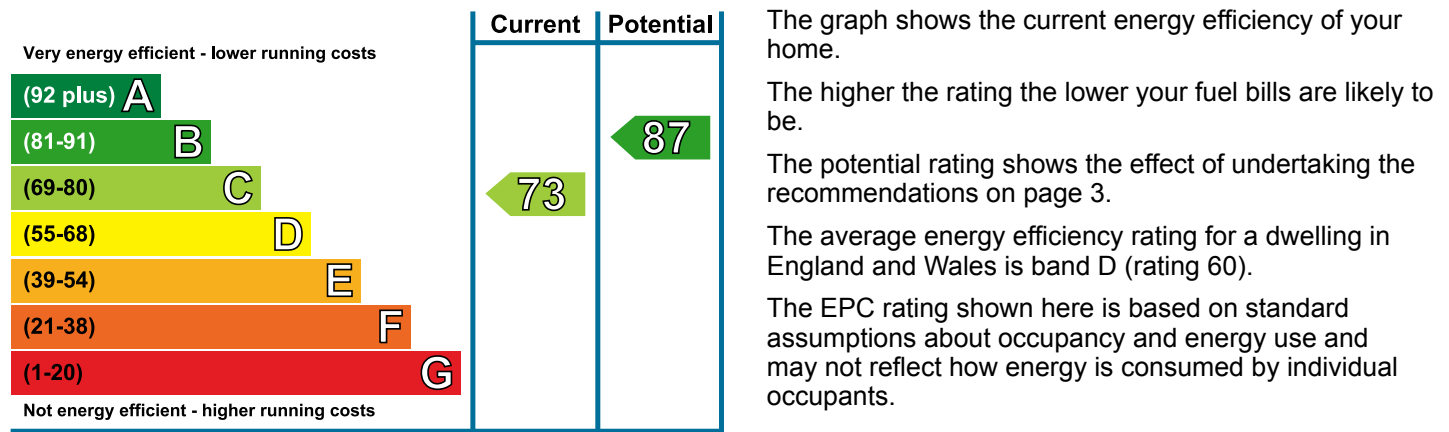 Current Potential
Very energy efficient - lower running costs
(92 plus) A
(81-91) B
87
(69-80) C
73
(55-68) D
(39-54) E
(21-38) F
(1-20) G
Not energy efficient - higher running costs
The graph shows the current energy efficiency of your
home.
The higher the rating the lower your fuel bills are likely to
be.
The potential rating shows the effect of undertaking the
recommendations on page 3.
The average energy efficiency rating for a dwelling in
England and Wales is band D (rating 60).
The EPC rating shown here is based on standard
assumptions about occupancy and energy use and
may not reflect how energy is consumed by individual
occupants.